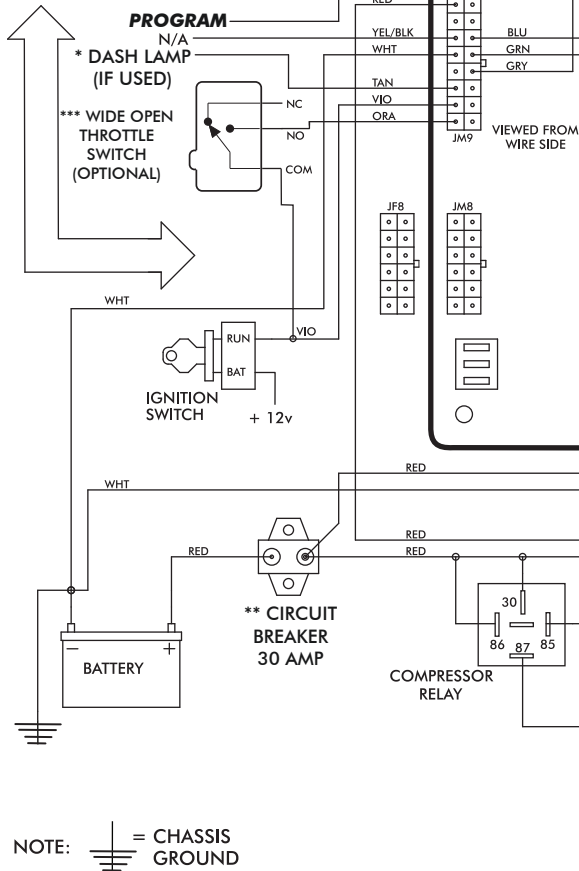 RED
PROGRAM
N/A
YEL/BLK
BLU
* DASH LAMP
(IF USED)
WHT
GRN
GRY
TAN
NC
VIO
*** WIDE OPEN
THROTTLE
SWITCH
(OPTIONAL)
ORA
NO
VIEWED FROM
WIRE SIDE
JM9
COM
JF8
JM8
WHT
RUN
VIO
BAT
IGNITION
SWITCH
+ 12v
RED
WHT
RED
RED
RED
** CIRCUIT
BREAKER
30 AMP
30
86
87
85
BATTERY
−
+
COMPRESSOR
RELAY
NOTE:
= CHASSIS
GROUND